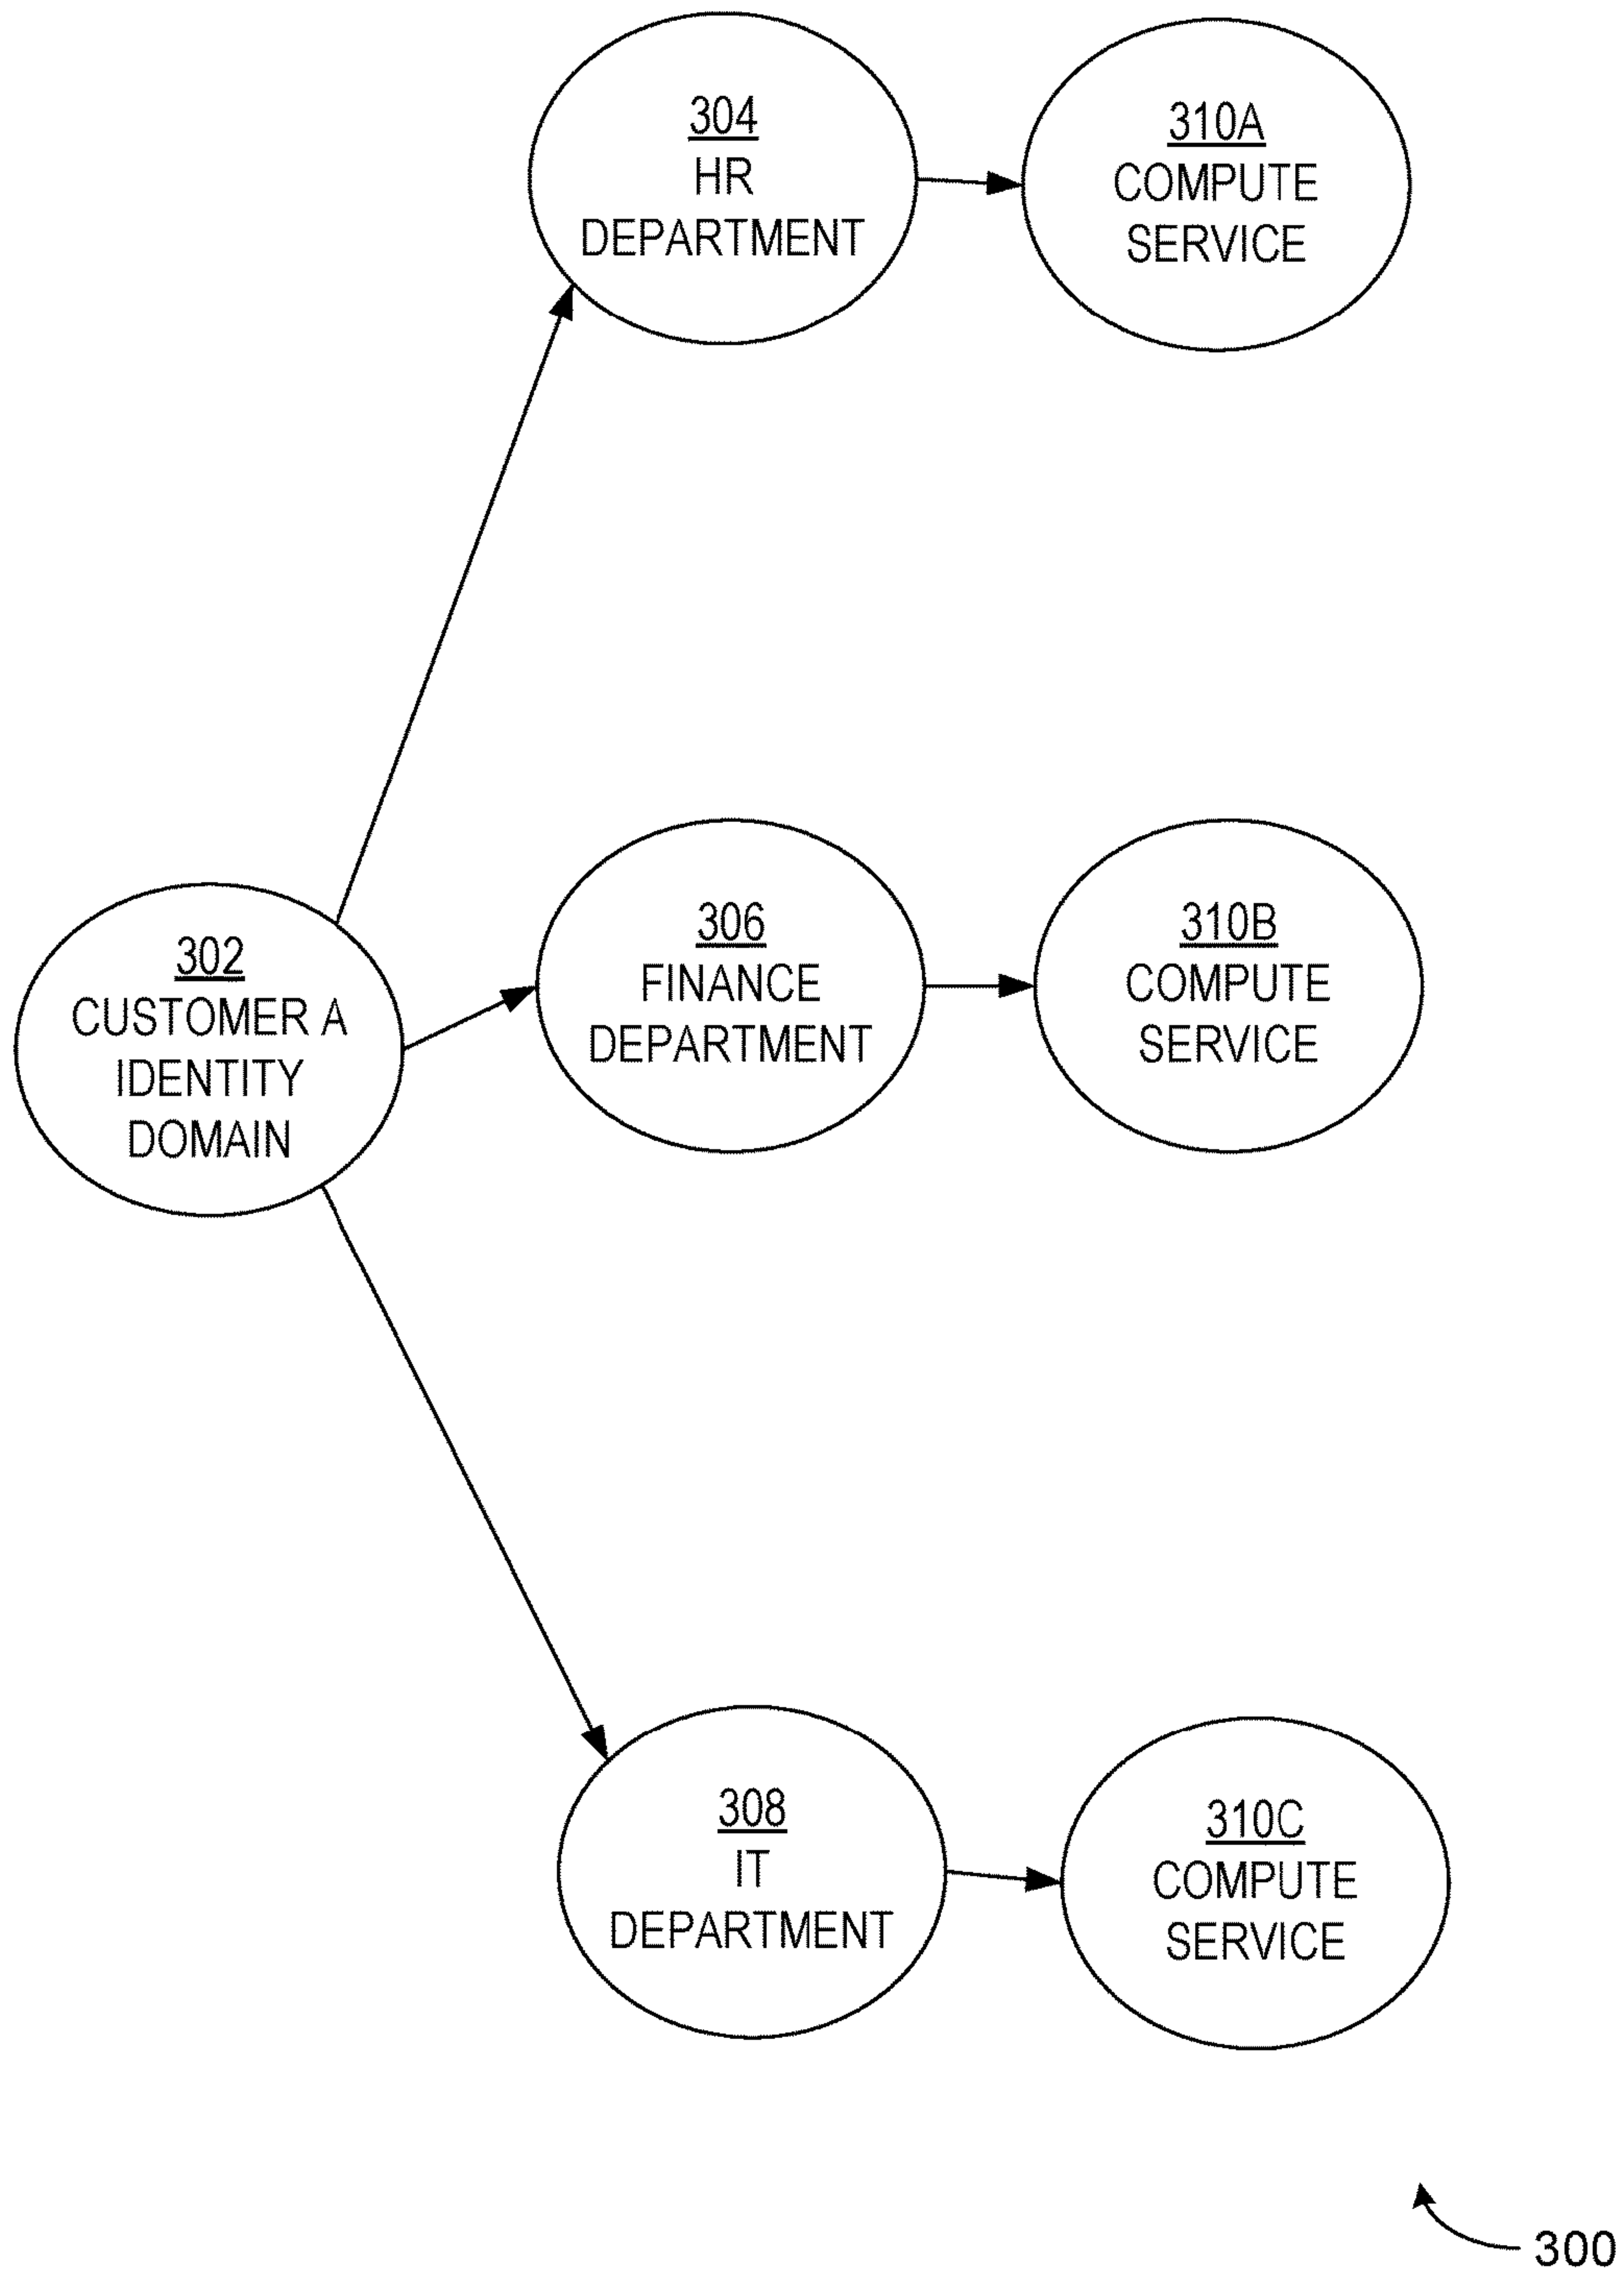 304
HR
DEPARTMENT
310A
COMPUTE
SERVICE
302
CUSTOMER A
IDENTITY
DOMAIN
306
FINANCE
DEPARTMENT
310B
COMPUTE
SERVICE
308
IT
DEPARTMENT
310C
COMPUTE
SERVICE
300